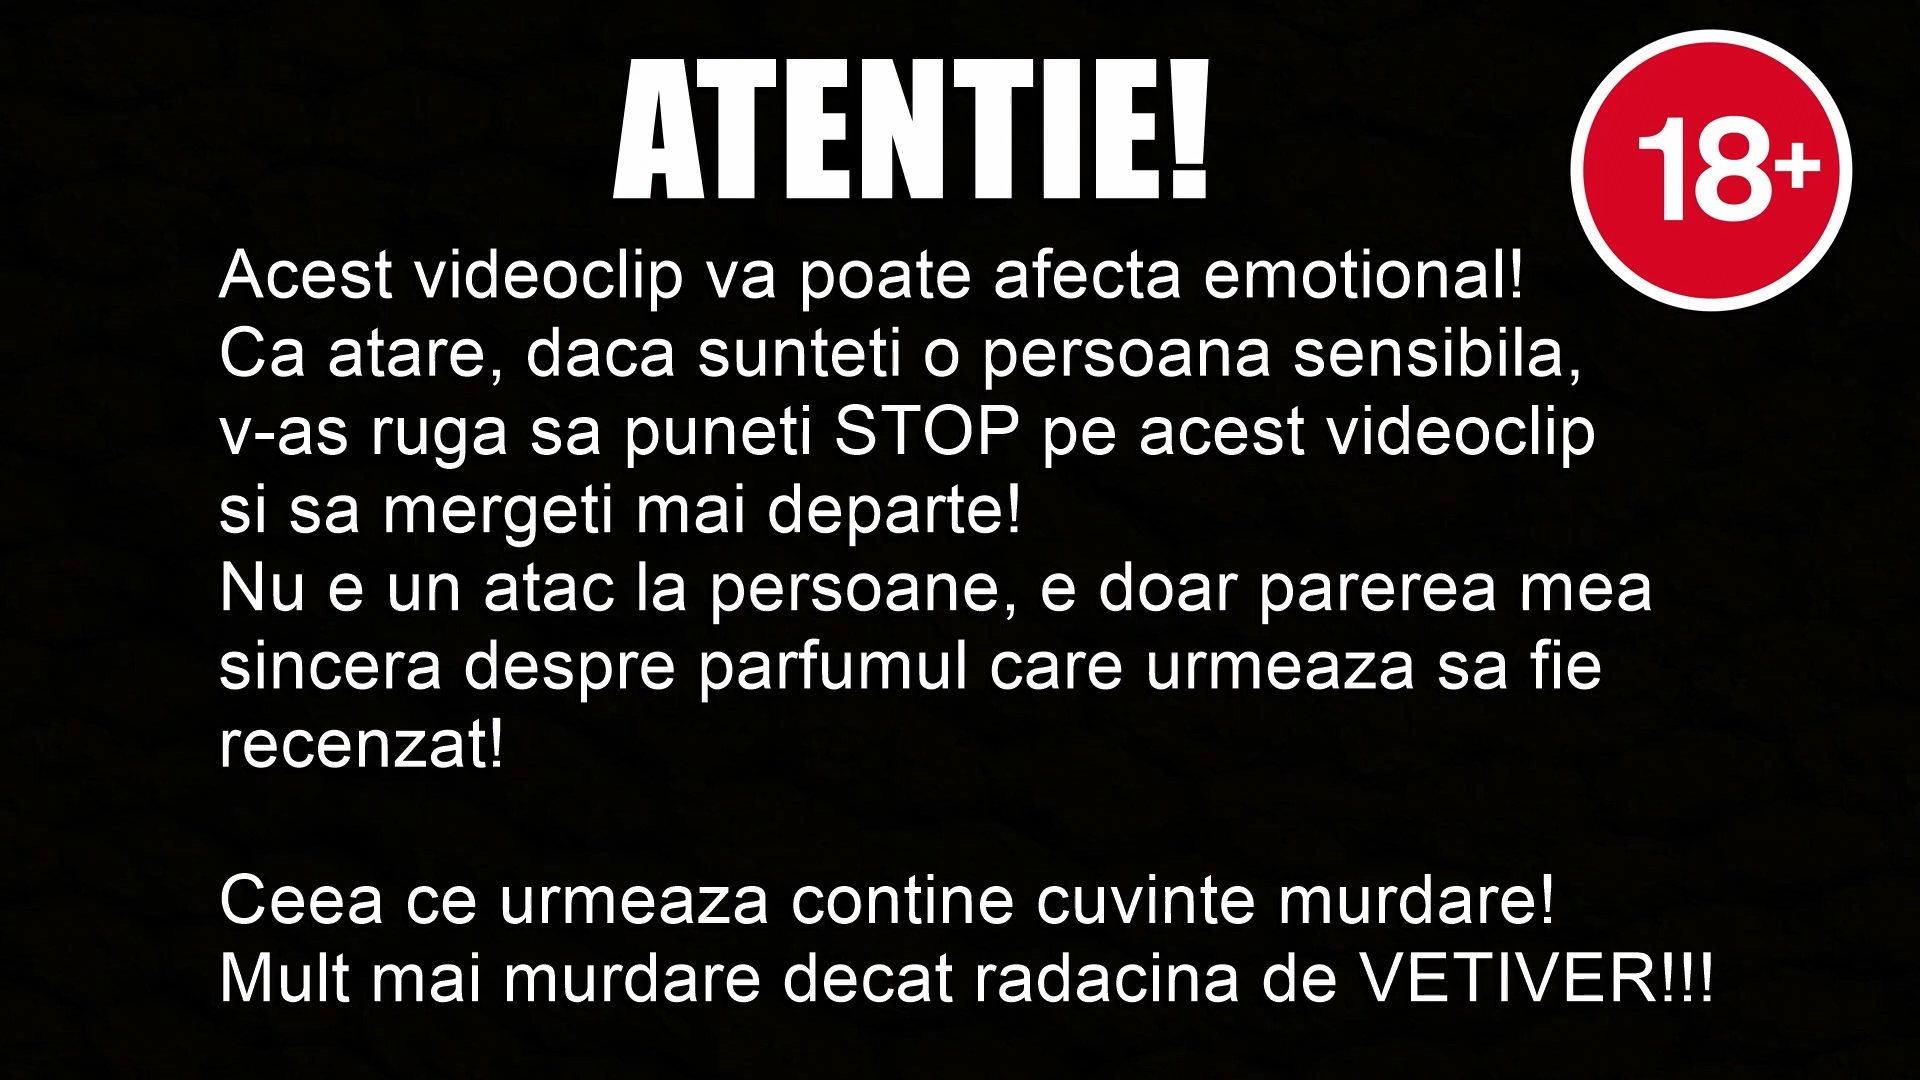 ATENTIE!
18+
Acest videoclip va poate afecta emotional!
Ca atare, daca sunteti o persoana sensibila,
v-as ruga sa puneti STOP pe acest videoclip
si sa mergeti mai departe!
Nu e un atac la persoane, e doar parerea mea
sincera despre parfumul care urmeaza sa fie
recenzat!
Ceea ce urmeaza contine cuvinte murdare!
Mult mai murdare decat radacina de VETIVER!!!